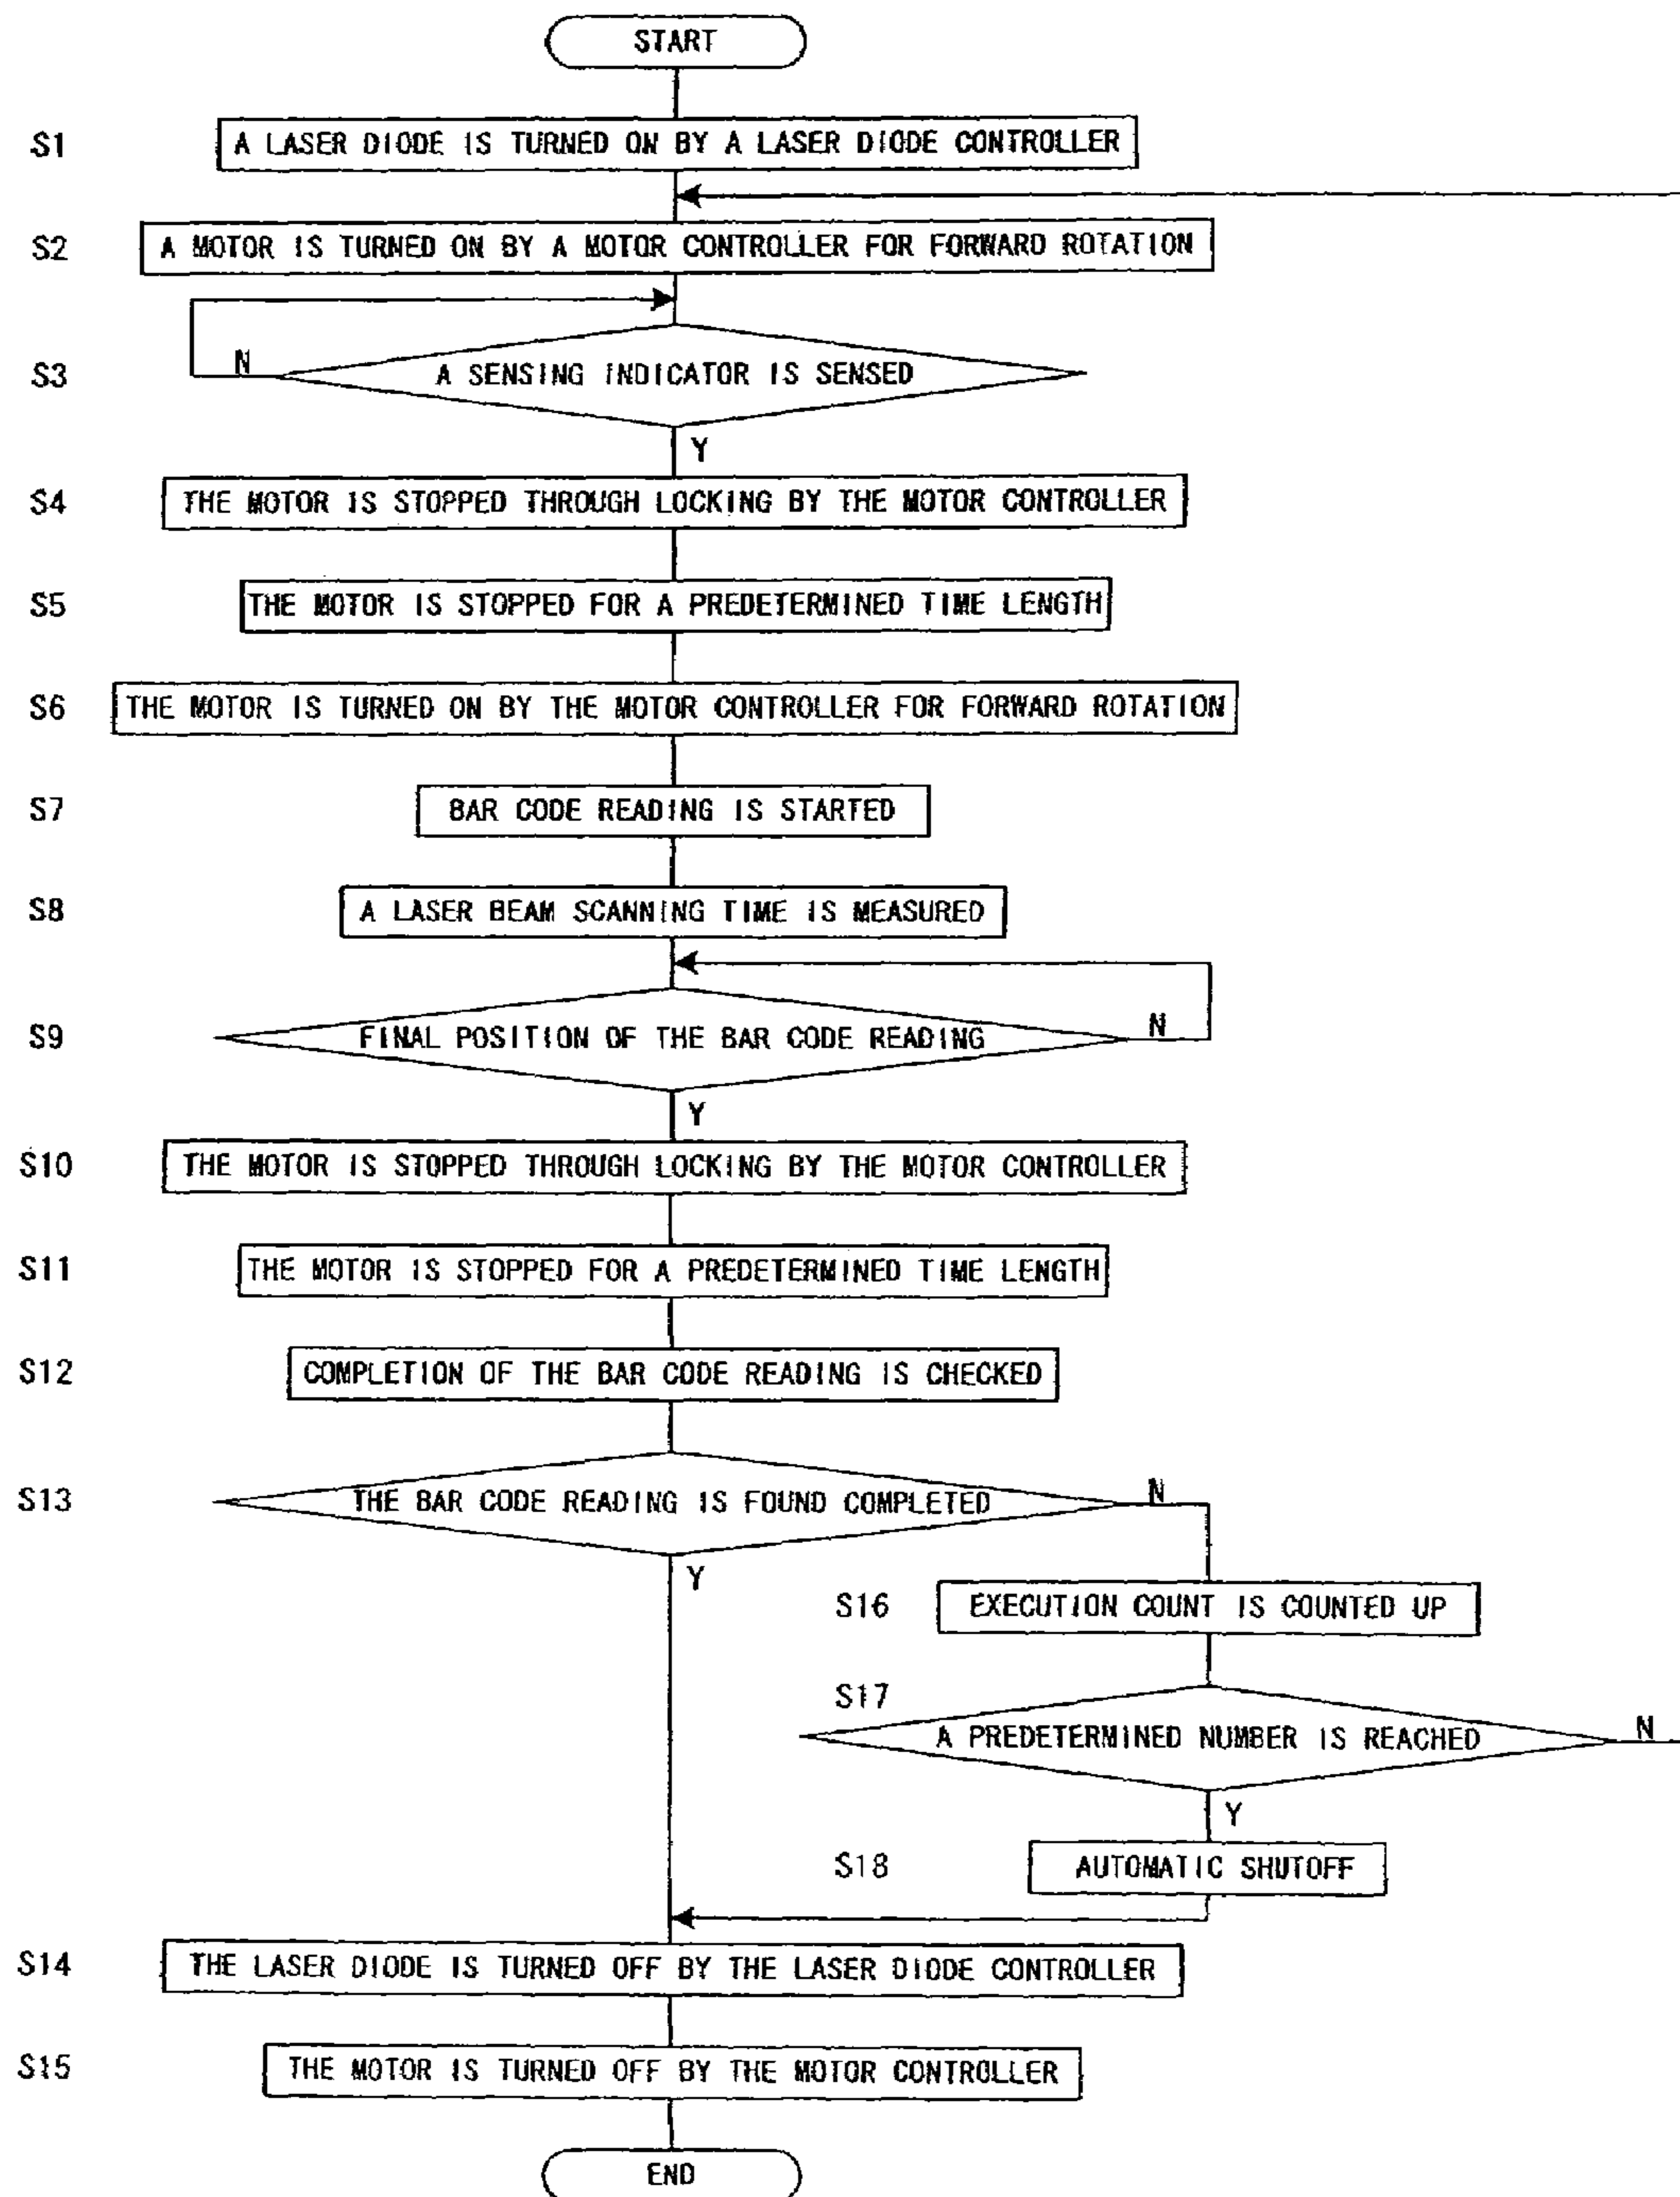 START
S1 A LASER DIODE IS TURNED ON BY A LASER DIODE CONTROLLER
S2 A MOTOR IS TURNED ON BY A MOTOR CONTROLLER FOR FORWARD ROTATION
N
S3 A SENSING INDICATOR IS SENSED
Y
S4 THE MOTOR IS STOPPED THROUGH LOCKING BY THE MOTOR CONTROLLER
S5 THE MOTOR IS STOPPED FOR A PREDETERMINED TIME LENGTH
S6 THE MOTOR IS TURNED ON BY THE MOTOR CONTROLLER FOR FORWARD ROTATION
S7 BAR CODE READING IS STARTED
S8 A LASER BEAM SCANNING TIME IS MEASURED
S9 FINAL POSITION OF THE BAR CODE READING N
Y
S10 THE MOTOR IS STOPPED THROUGH LOCKING BY THE MOTOR CONTROLLER
S11 THE MOTOR IS STOPPED FOR A PREDETERMINED TIME LENGTH
S12 COMPLETION OF THE BAR CODE READING IS CHECKED
S13 THE BAR CODE READING IS FOUND COMPLETED N
Y
S16 EXECUTION COUNT IS COUNTED UP
S17
A PREDETERMINED NUMBER IS REACHED N
Y
S18 AUTOMATIC SHUTOFF
S14 THE LASER DIODE IS TURNED OFF BY THE LASER DIODE CONTROLLER
S15 THE MOTOR IS TURNED OFF BY THE MOTOR CONTROLLER
END